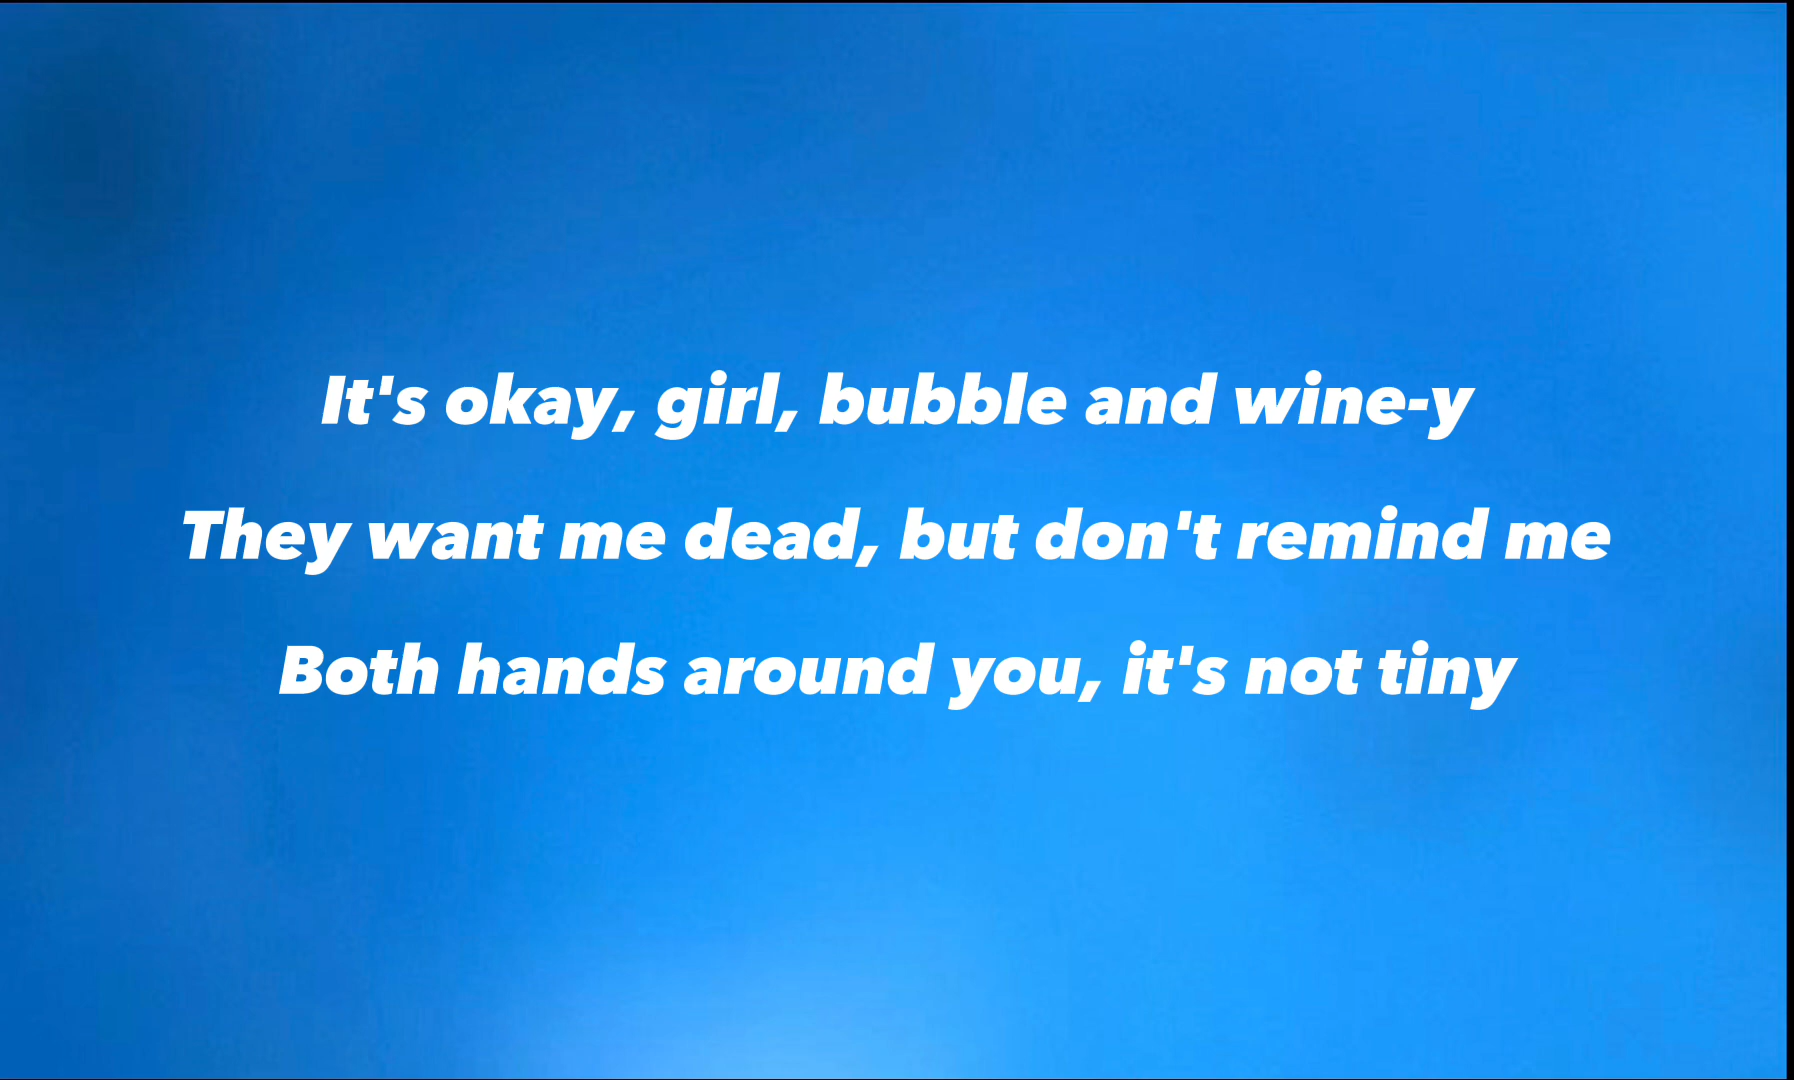 It's okay, girl, bubble and wine-y
They want me dead, but don't remind me
Both hands around you, it's not tiny